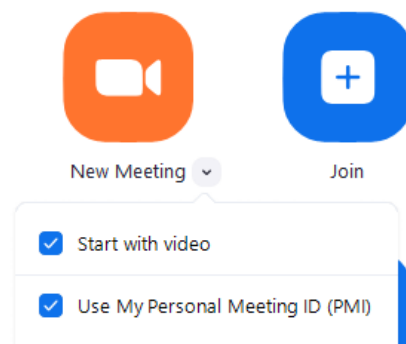 New Meeting
Join
Start with video
Use My Personal Meeting ID (PMI)